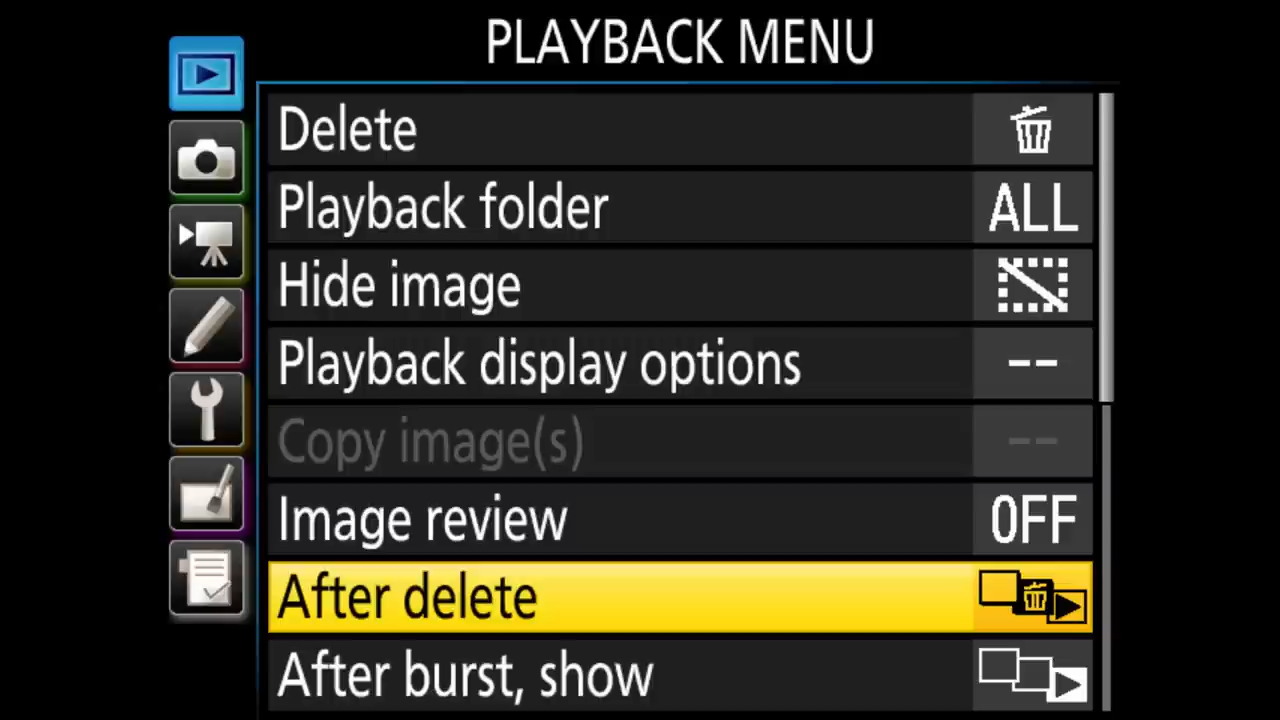 PLAYBACK MENU
Delete
Playback folder ALL
Hide image
Playback display options --
Copy image(s) --
Image review OFF
After delete
After burst, show